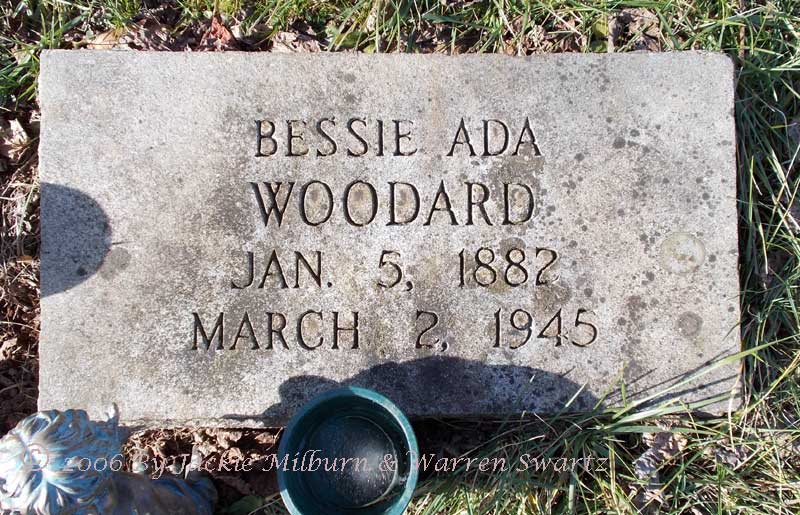 BESSIE ADA
WOODARD
JAN. 5, 1882
MARCH 2, 1945
© 2006 By Jackie Milburn & Warren Swartz